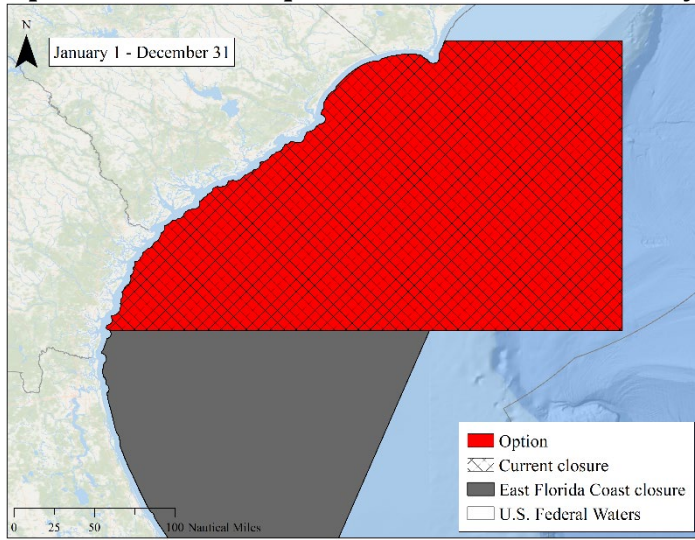 N
January 1 - December 31
Option
Current closure
East Florida Coast closure
U.S. Federal Waters
0 25 50 100 Nautical Miles